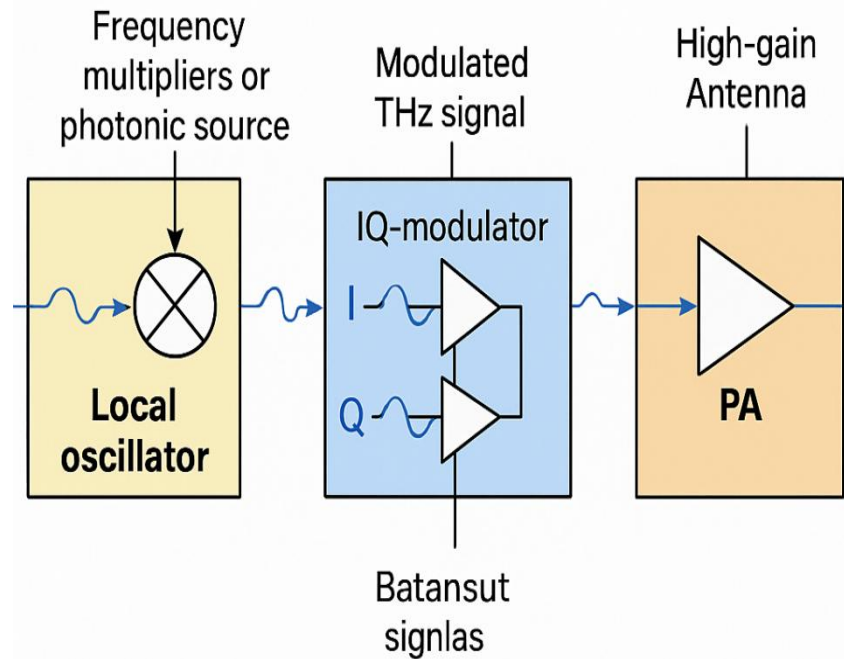 Frequency
multipliers or
photonic source
Modulated
THz signal
High-gain
Antenna
Local
oscillator
IQ-modulator
I
Q
PA
Batansut
signlas